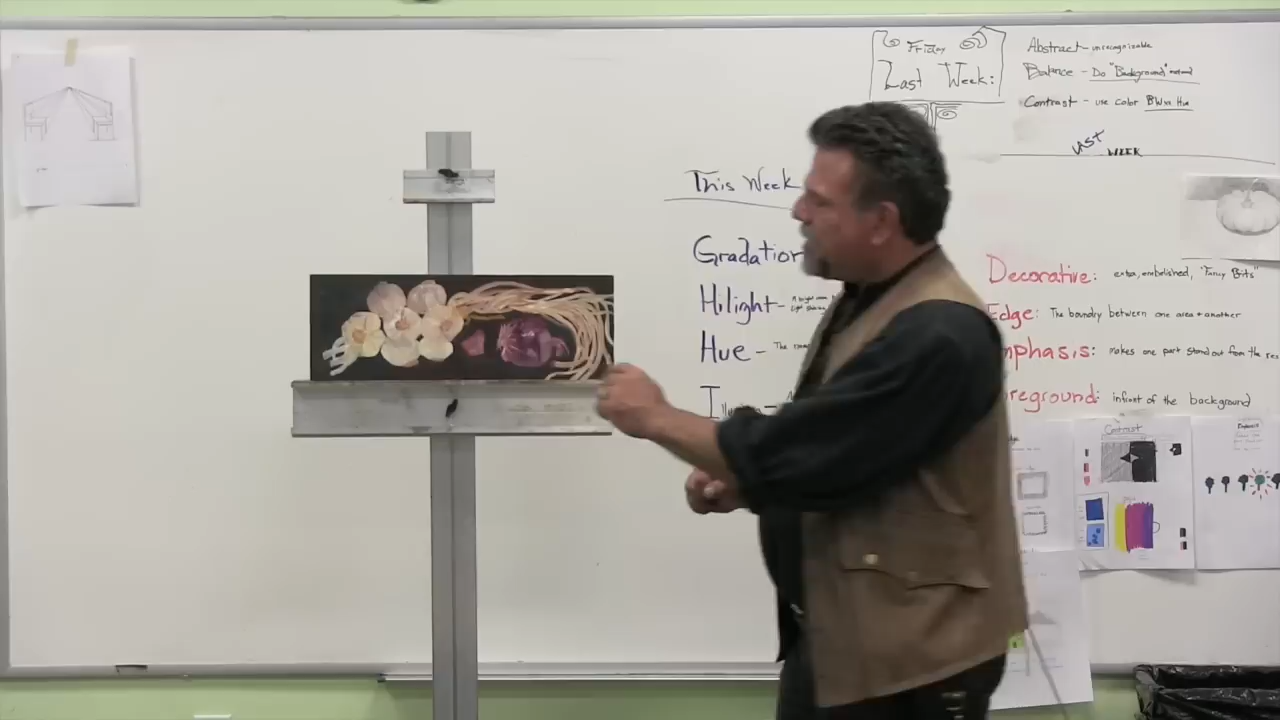 Friday
Last Week:
Abstract - unrecognizable
Balance - Do "Background" method
Contrast - use color BW vs Hue
Last Week
This Week
Gradation
Hilight -
Hue - The
Decorative: extra, embelished, "Fancy Bits"
Edge: The boundry between one area + another
mphasis: makes one part stand out from the res
reground: infront of the background
Contrast